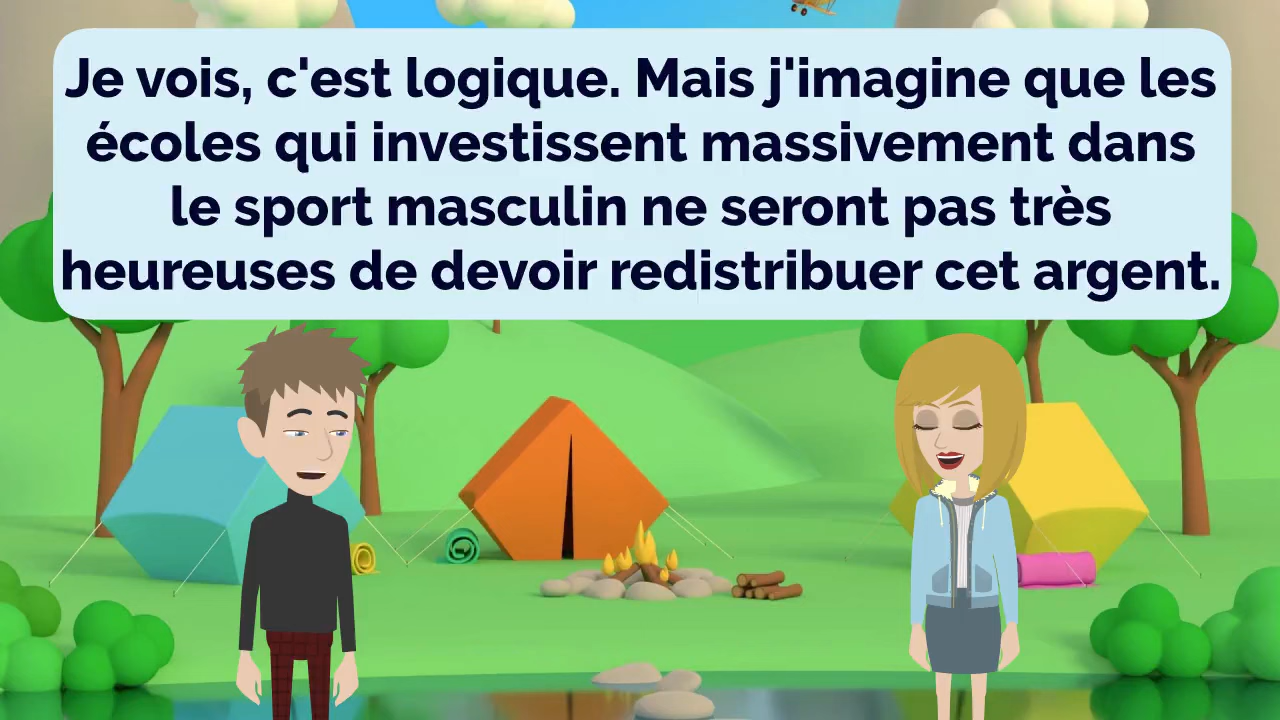 Je vois, c'est logique. Mais j'imagine que les
écoles qui investissent massivement dans
le sport masculin ne seront pas très
heureuses de devoir redistribuer cet argent.